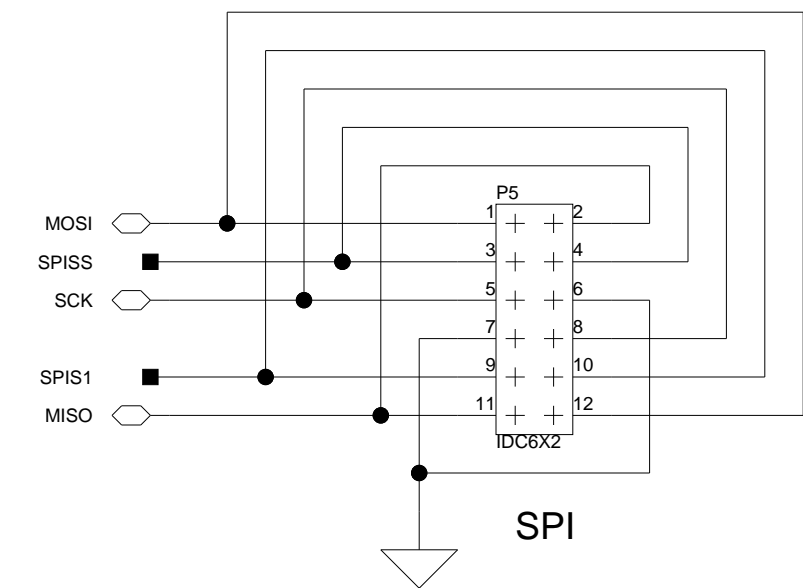 P5
MOSI 1 2
SPISS 3 4
SCK 5 6
7 8
SPIS1 9 10
MISO 11 12
IDC6X2
SPI